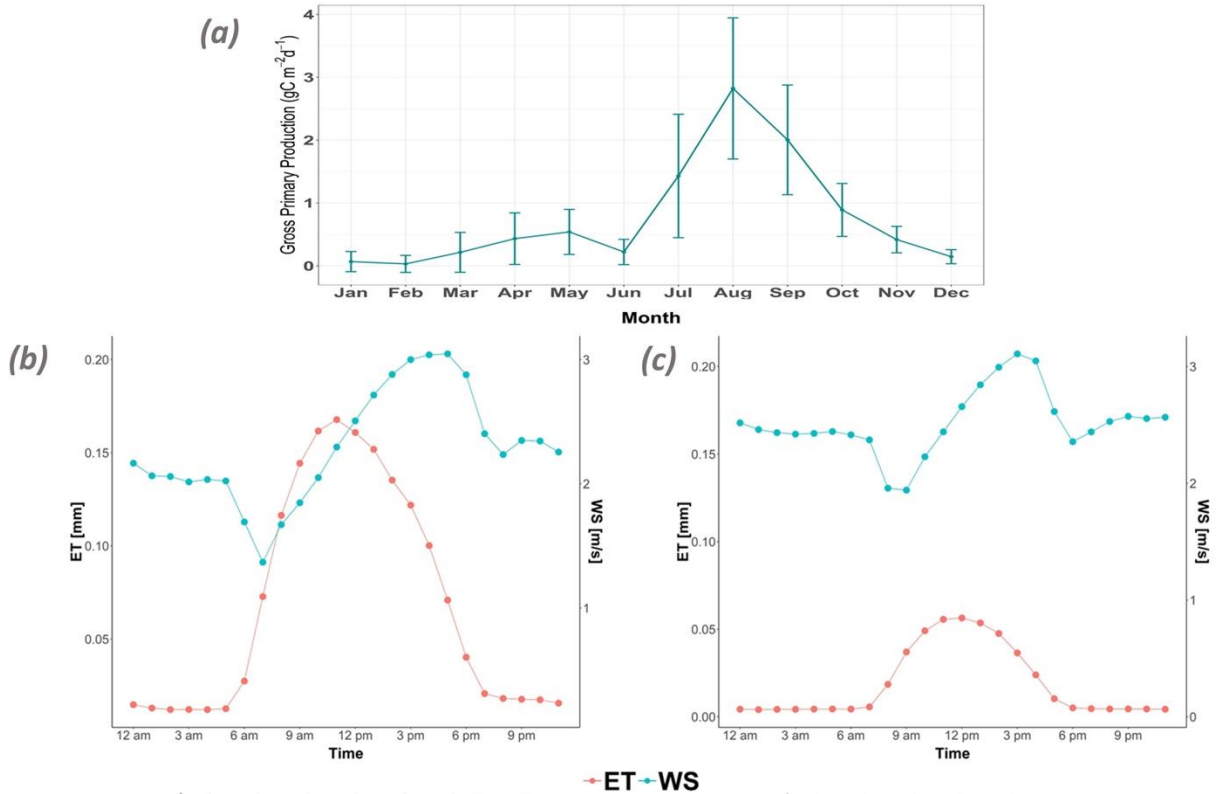 (a)
Gross Primary Production (gC m⁻²d⁻¹)
4
3
2
1
0
Jan Feb Mar Apr May Jun Jul Aug Sep Oct Nov Dec
Month
(b)
ET [mm]
0.20
0.15
0.10
0.05
3
2
1
WS [m/s]
12 am 3 am 6 am 9 am 12 pm 3 pm 6 pm 9 pm
Time
(c)
ET [mm]
0.20
0.15
0.10
0.05
0.00
3
2
1
0
WS [m/s]
12 am 3 am 6 am 9 am 12 pm 3 pm 6 pm 9 pm
Time
ET WS